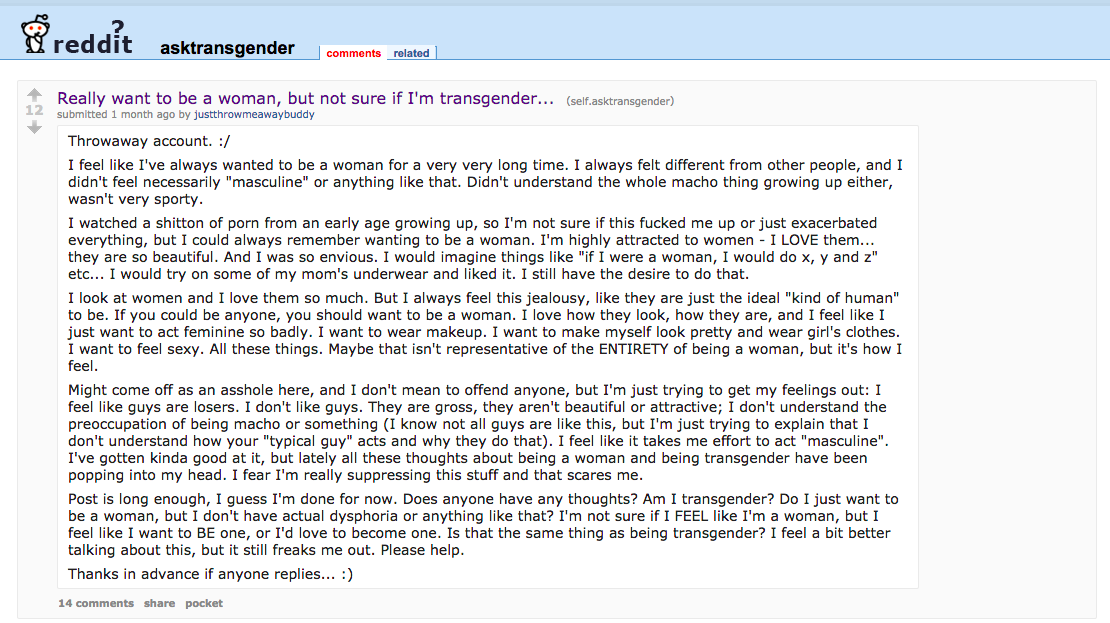 ?
reddit asktransgender comments related
12
Really want to be a woman, but not sure if I'm transgender... (self.asktransgender)
submitted 1 month ago by justthrowmeawaybuddy
Throwaway account. :/
I feel like I've always wanted to be a woman for a very very long time. I always felt different from other people, and I
didn't feel necessarily "masculine" or anything like that. Didn't understand the whole macho thing growing up either,
wasn't very sporty.
I watched a shitton of porn from an early age growing up, so I'm not sure if this fucked me up or just exacerbated
everything, but I could always remember wanting to be a woman. I'm highly attracted to women - I LOVE them...
they are so beautiful. And I was so envious. I would imagine things like "if I were a woman, I would do x, y and z"
etc... I would try on some of my mom's underwear and liked it. I still have the desire to do that.
I look at women and I love them so much. But I always feel this jealousy, like they are just the ideal "kind of human"
to be. If you could be anyone, you should want to be a woman. I love how they look, how they are, and I feel like I
just want to act feminine so badly. I want to wear makeup. I want to make myself look pretty and wear girl's clothes.
I want to feel sexy. All these things. Maybe that isn't representative of the ENTIRETY of being a woman, but it's how I
feel.
Might come off as an asshole here, and I don't mean to offend anyone, but I'm just trying to get my feelings out: I
feel like guys are losers. I don't like guys. They are gross, they aren't beautiful or attractive; I don't understand the
preoccupation of being macho or something (I know not all guys are like this, but I'm just trying to explain that I
don't understand how your "typical guy" acts and why they do that). I feel like it takes me effort to act "masculine".
I've gotten kinda good at it, but lately all these thoughts about being a woman and being transgender have been
popping into my head. I fear I'm really suppressing this stuff and that scares me.
Post is long enough, I guess I'm done for now. Does anyone have any thoughts? Am I transgender? Do I just want to
be a woman, but I don't have actual dysphoria or anything like that? I'm not sure if I FEEL like I'm a woman, but I
feel like I want to BE one, or I'd love to become one. Is that the same thing as being transgender? I feel a bit better
talking about this, but it still freaks me out. Please help.
Thanks in advance if anyone replies... :)
14 comments share pocket